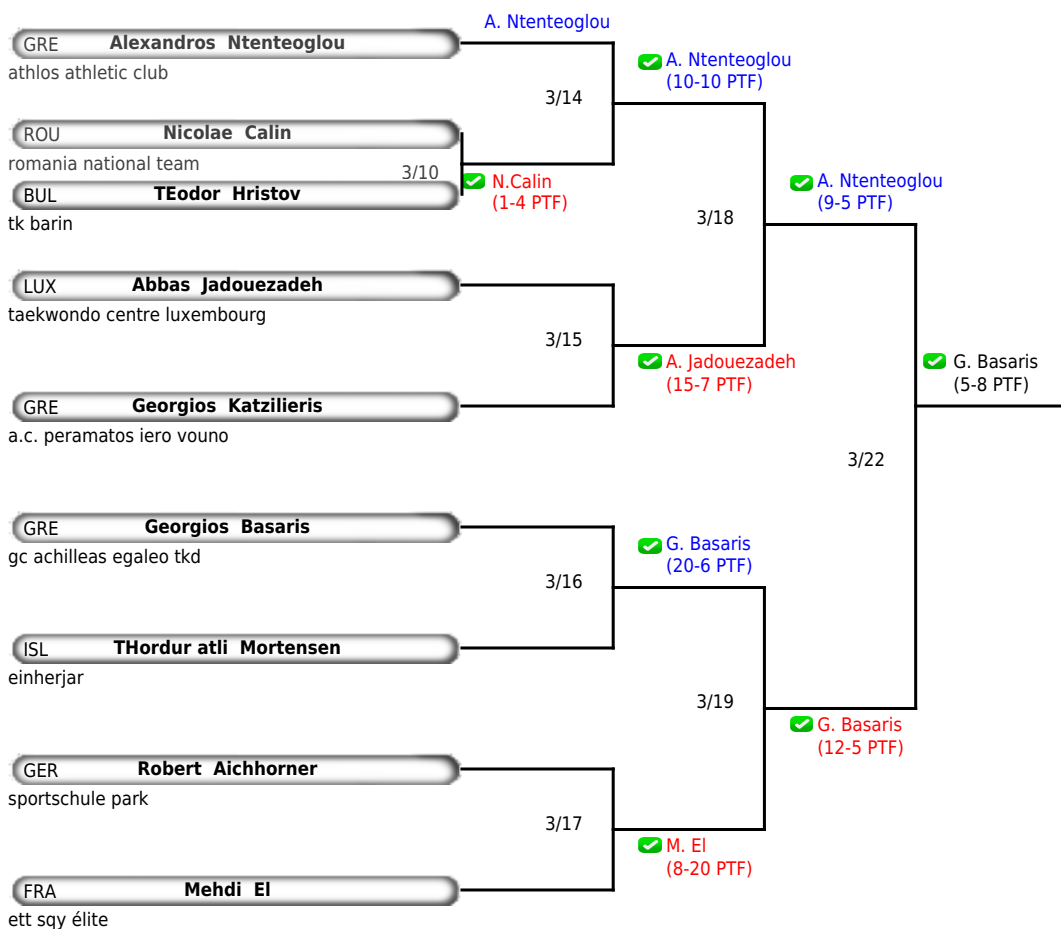 A. Ntenteoglou
GRE Alexandros Ntenteoglou
athlos athletic club
A. Ntenteoglou
(10-10 PTF)
3/14
ROU Nicolae Calin
romania national team
3/10
N.Calin
(1-4 PTF)
BUL TEodor Hristov
tk barin
A. Ntenteoglou
(9-5 PTF)
3/18
LUX Abbas Jadouezadeh
taekwondo centre luxembourg
3/15
A. Jadouezadeh
(15-7 PTF)
G. Basaris
(5-8 PTF)
GRE Georgios Katzilieris
a.c. peramatos iero vouno
3/22
GRE Georgios Basaris
gc achilleas egaleo tkd
G. Basaris
(20-6 PTF)
3/16
ISL THordur atli Mortensen
einherjar
3/19
G. Basaris
(12-5 PTF)
GER Robert Aichhorner
sportschule park
3/17
M. El
(8-20 PTF)
FRA Mehdi El
ett sqy élite